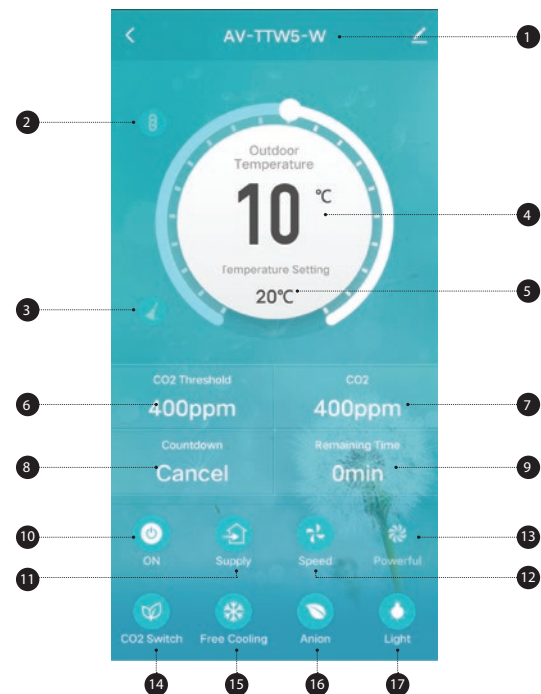 AV-TTW5-W
1
2
Outdoor
Temperature
10 °C
4
Temperature Setting
20°C
5
3
CO2 Threshold
CO2
6
400ppm
400ppm
7
Countdown
Remaining Time
8
Cancel
0min
9
10
ON
Supply
Speed
Powerful
13
11
12
CO2 Switch
Free Cooling
Anion
Light
14
15
16
17